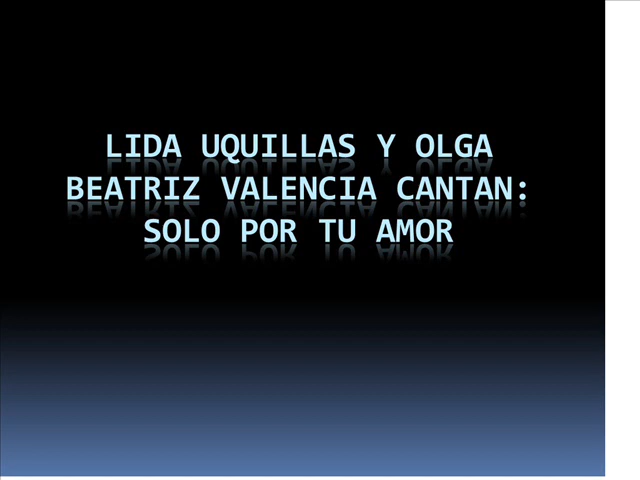 LIDA UQUILLAS Y OLGA
BEATRIZ VALENCIA CANTAN:
SOLO POR TU AMOR